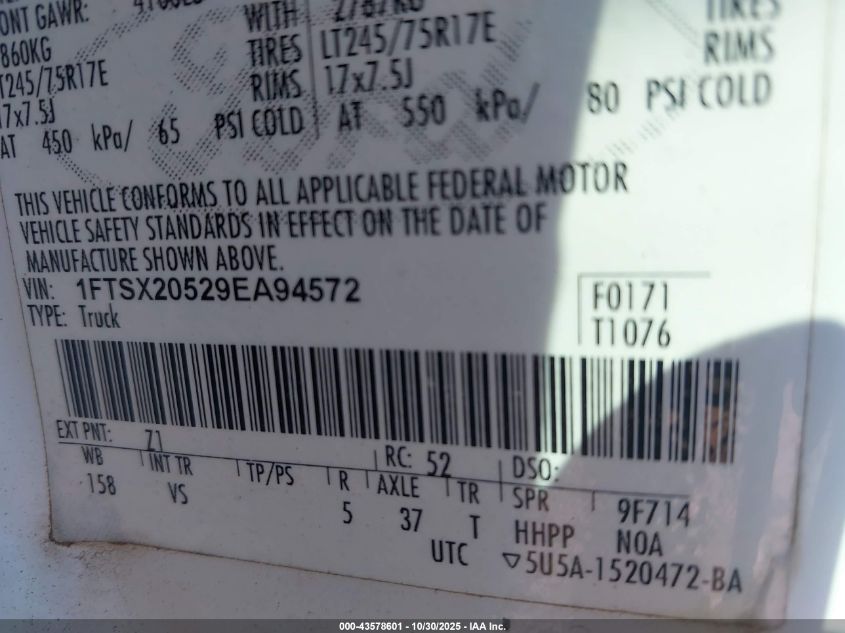 ONT GAWR:
WITH
860KG TIRES LT245/75R17E TIRES
T245/75R17E RIMS 17x7.5J RIMS
17x7.5J
AT 450 kPa/ 65 PSI COLD AT 550 kPa/ 80 PSI COLD
THIS VEHICLE CONFORMS TO ALL APPLICABLE FEDERAL MOTOR
VEHICLE SAFETY STANDARDS IN EFFECT ON THE DATE OF
MANUFACTURE SHOWN ABOVE.
VIN: 1FTSX20529EA94572 F0171
TYPE: Truck T1076
EXT PNT: Z1 RC: 52 DSO:
WB INT TR TP/PS R AXLE TR SPR 9F714
158 VS 5 37 T HHPP NOA
UTC ▽5U5A-1520472-BA
000-43578601 - 10/30/2025 - IAA Inc.